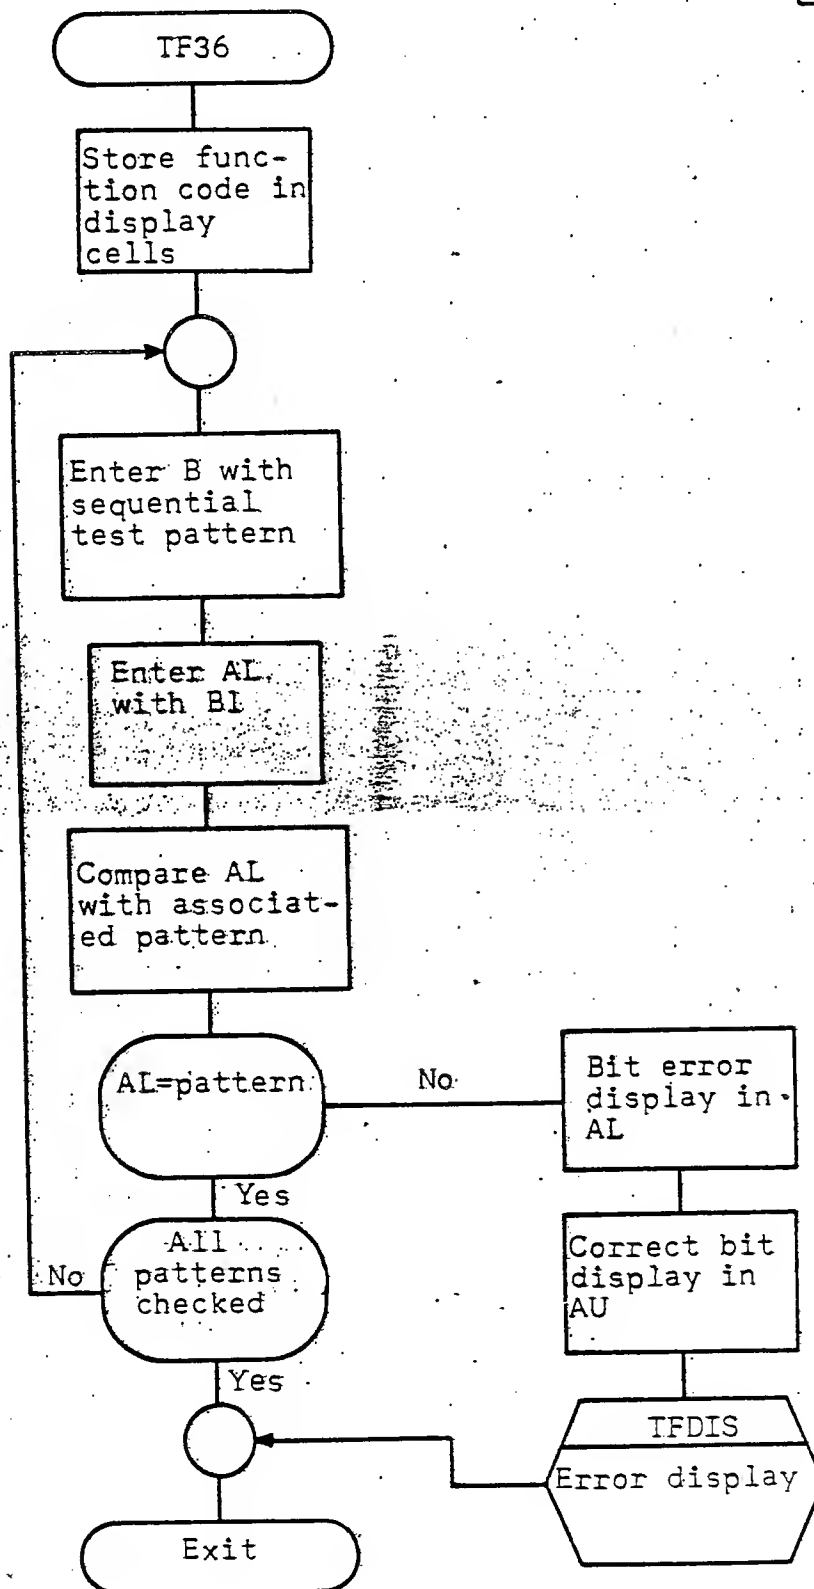 TF36
Store func-
tion code in
display
cells
Enter B with
sequential
test pattern
Enter AL
with B1
Compare AL
with associat-
ed pattern
AL=pattern
No
Bit error
display in
AL
Yes
All
patterns
checked
No
Correct bit
display in
AU
Yes
TFDIS
Error display
Exit